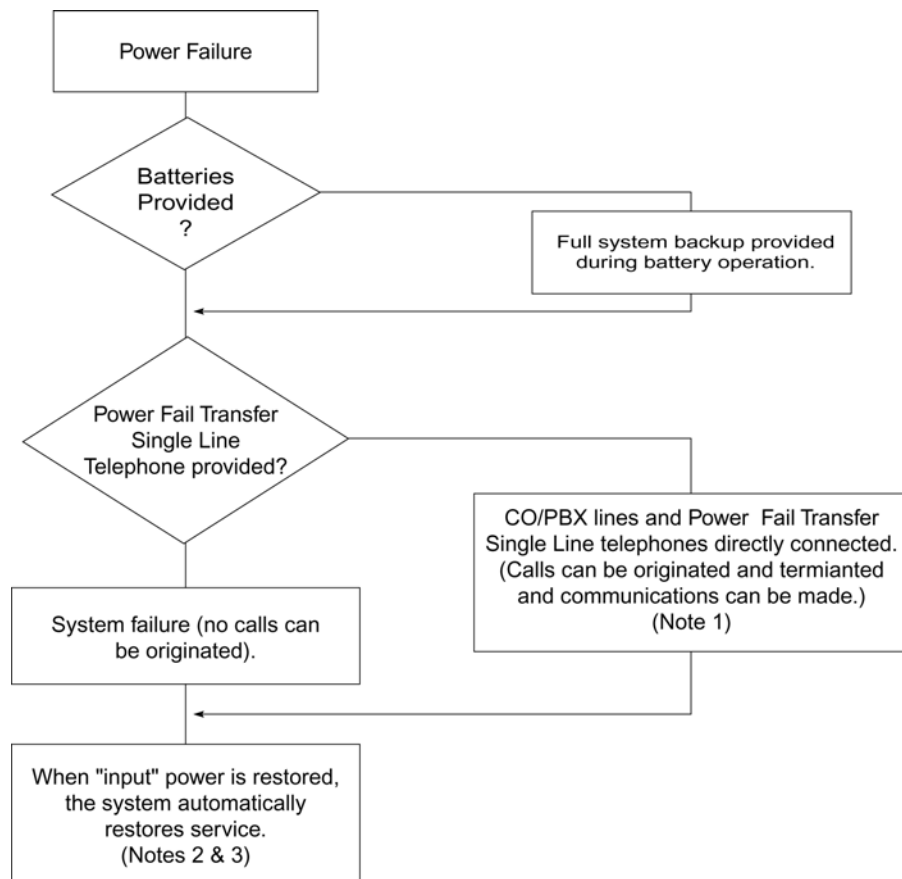 Power Failure
Batteries
Provided
?
Full system backup provided
during battery operation.
Power Fail Transfer
Single Line
Telephone provided?
CO/PBX lines and Power Fail Transfer
Single Line telephones directly connected.
(Calls can be originated and termianted
and communications can be made.)
(Note 1)
System failure (no calls can
be originated).
When "input" power is restored,
the system automatically
restores service.
(Notes 2 & 3)